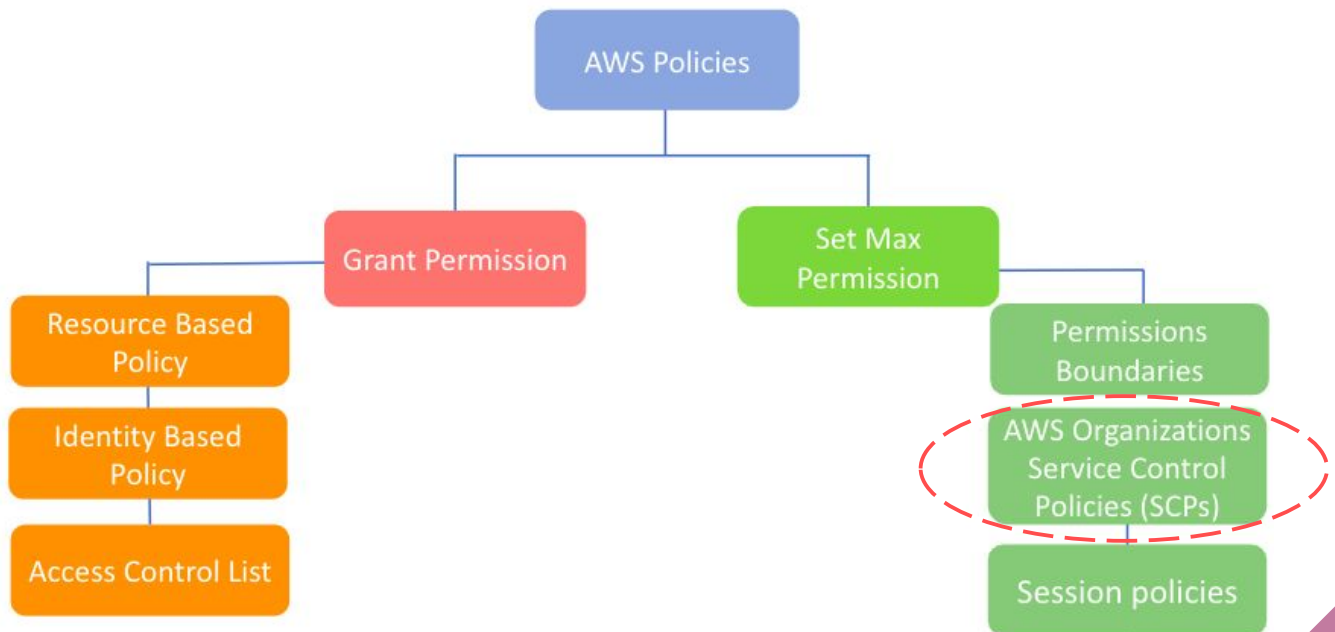 AWS Policies
Grant Permission
Set Max
Permission
Resource Based
Policy
Identity Based
Policy
Access Control List
Permissions
Boundaries
AWS Organizations
Service Control
Policies (SCPs)
Session policies